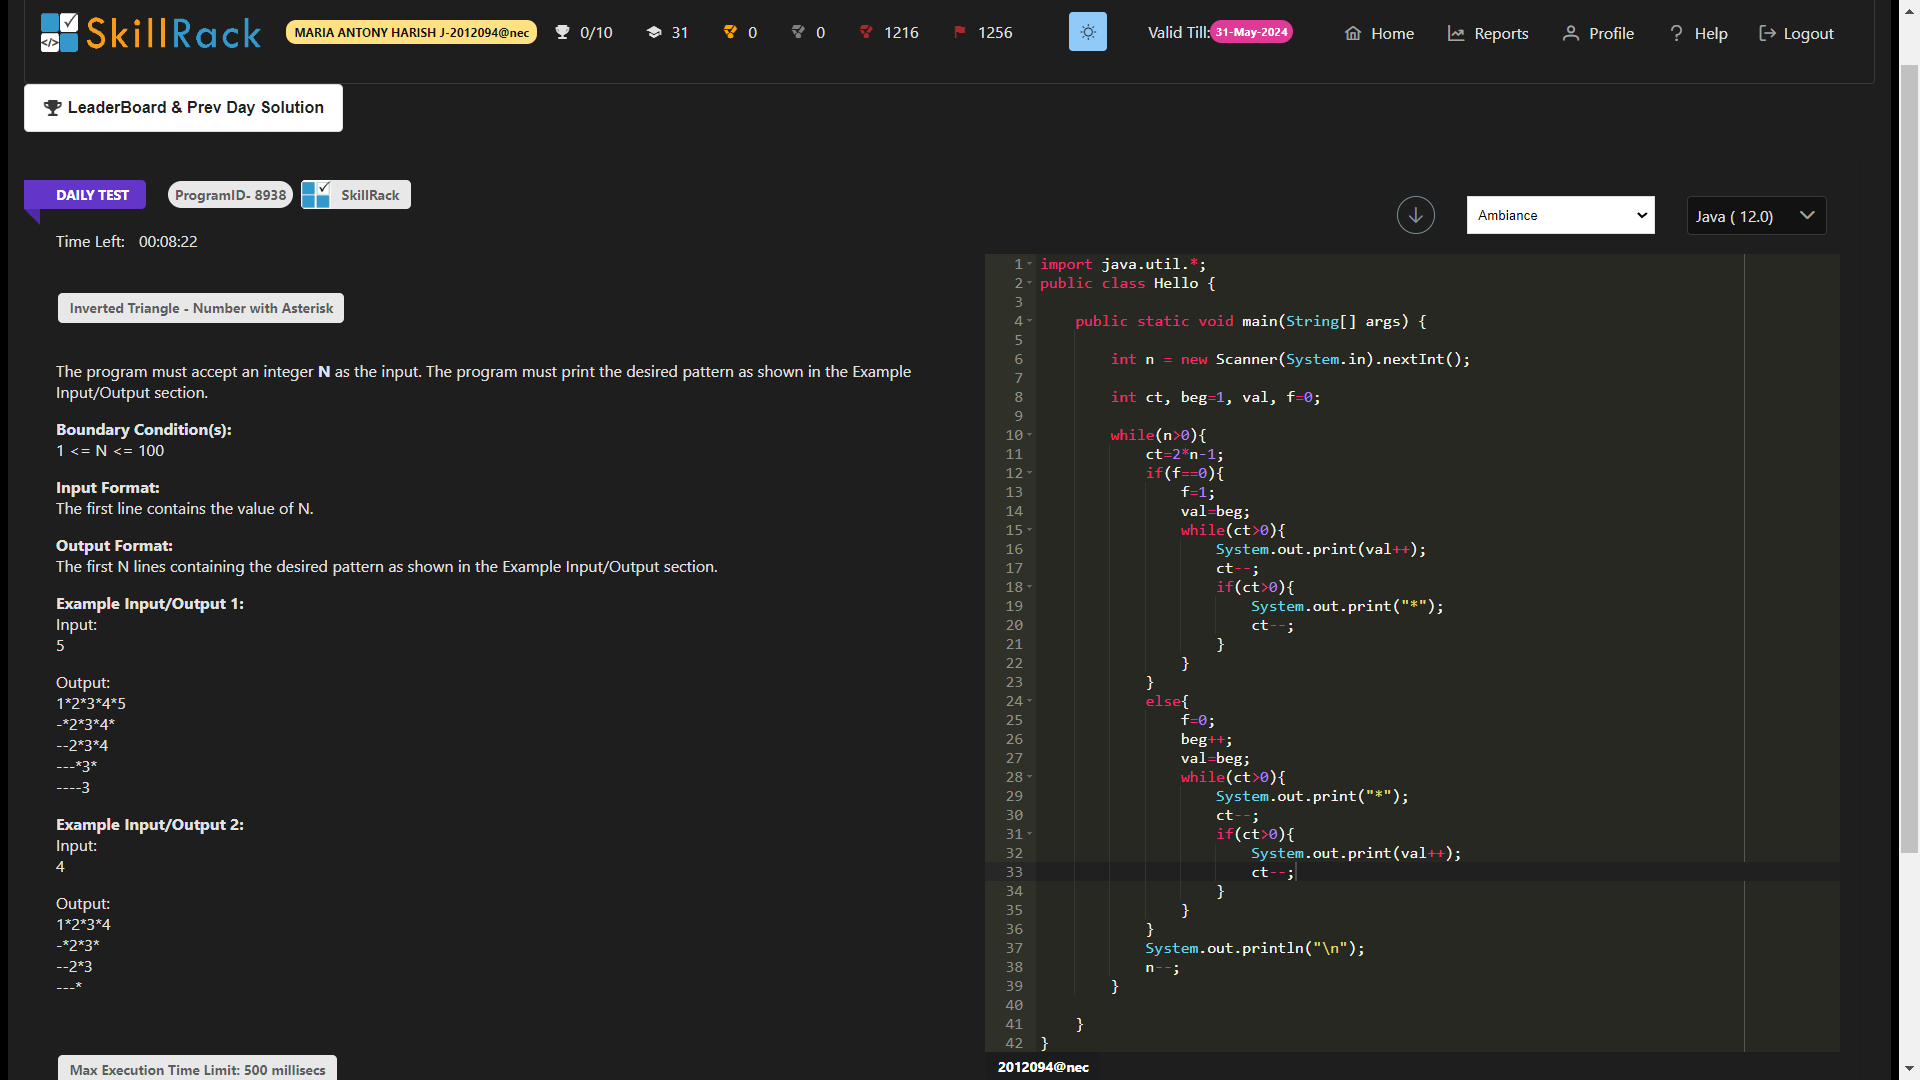 SkillRack
MARIA ANTONY HARISH J-2012094@nec
0/10
31
0
0
1216
1256
Valid Till: 31-May-2024
Home
Reports
Profile
Help
Logout
LeaderBoard & Prev Day Solution
DAILY TEST
ProgramID- 8938
SkillRack
Time Left: 00:08:22
Ambiance
Java ( 12.0)
Inverted Triangle - Number with Asterisk
The program must accept an integer N as the input. The program must print the desired pattern as shown in the Example
Input/Output section.
Boundary Condition(s):
1 <= N <= 100
Input Format:
The first line contains the value of N.
Output Format:
The first N lines containing the desired pattern as shown in the Example Input/Output section.
Example Input/Output 1:
Input:
5
Output:
1*2*3*4*5
-*2*3*4*
--2*3*4
---*3*
----3
Example Input/Output 2:
Input:
4
Output:
1*2*3*4
-*2*3*
--2*3
---*
Max Execution Time Limit: 500 millisecs
1 import java.util.*;
2 public class Hello {
3
4 public static void main(String[] args) {
5
6 int n = new Scanner(System.in).nextInt();
7
8 int ct, beg=1, val, f=0;
9
10 while(n>0){
11 ct=2*n-1;
12 if(f==0){
13 f=1;
14 val=beg;
15 while(ct>0){
16 System.out.print(val++);
17 ct--;
18 if(ct>0){
19 System.out.print("*");
20 ct--;
21 }
22 }
23 }
24 else{
25 f=0;
26 beg++;
27 val=beg;
28 while(ct>0){
29 System.out.print("*");
30 ct--;
31 if(ct>0){
32 System.out.print(val++);
33 ct--;
34 }
35 }
36 }
37 System.out.println("\n");
38 n--;
39 }
40
41 }
42 }
2012094@nec